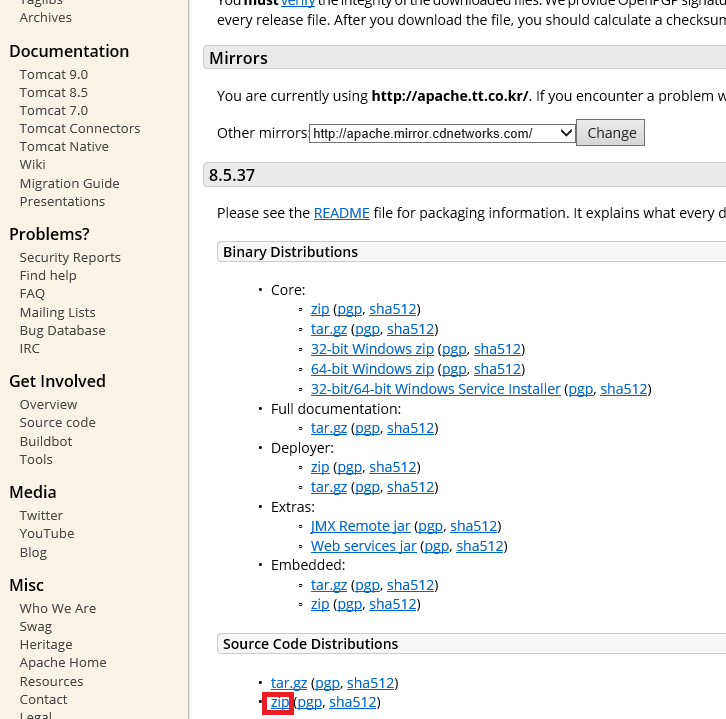 Taglibs
Archives
Documentation
Tomcat 9.0
Tomcat 8.5
Tomcat 7.0
Tomcat Connectors
Tomcat Native
Wiki
Migration Guide
Presentations
Problems?
Security Reports
Find help
FAQ
Mailing Lists
Bug Database
IRC
Get Involved
Overview
Source code
Buildbot
Tools
Media
Twitter
YouTube
Blog
Misc
Who We Are
Swag
Heritage
Apache Home
Resources
Contact
Legal
You must verify the integrity of the downloaded files. We provide OpenPGP signatu
every release file. After you download the file, you should calculate a checksum
Mirrors
You are currently using http://apache.tt.co.kr/. If you encounter a problem w
Other mirrors: http://apache.mirror.cdnetworks.com/ Change
8.5.37
Please see the README file for packaging information. It explains what every d
Binary Distributions
• Core:
◦ zip (pgp, sha512)
◦ tar.gz (pgp, sha512)
◦ 32-bit Windows zip (pgp, sha512)
◦ 64-bit Windows zip (pgp, sha512)
◦ 32-bit/64-bit Windows Service Installer (pgp, sha512)
• Full documentation:
◦ tar.gz (pgp, sha512)
• Deployer:
◦ zip (pgp, sha512)
◦ tar.gz (pgp, sha512)
• Extras:
◦ JMX Remote jar (pgp, sha512)
◦ Web services jar (pgp, sha512)
• Embedded:
◦ tar.gz (pgp, sha512)
◦ zip (pgp, sha512)
Source Code Distributions
• tar.gz (pgp, sha512)
• zip (pgp, sha512)